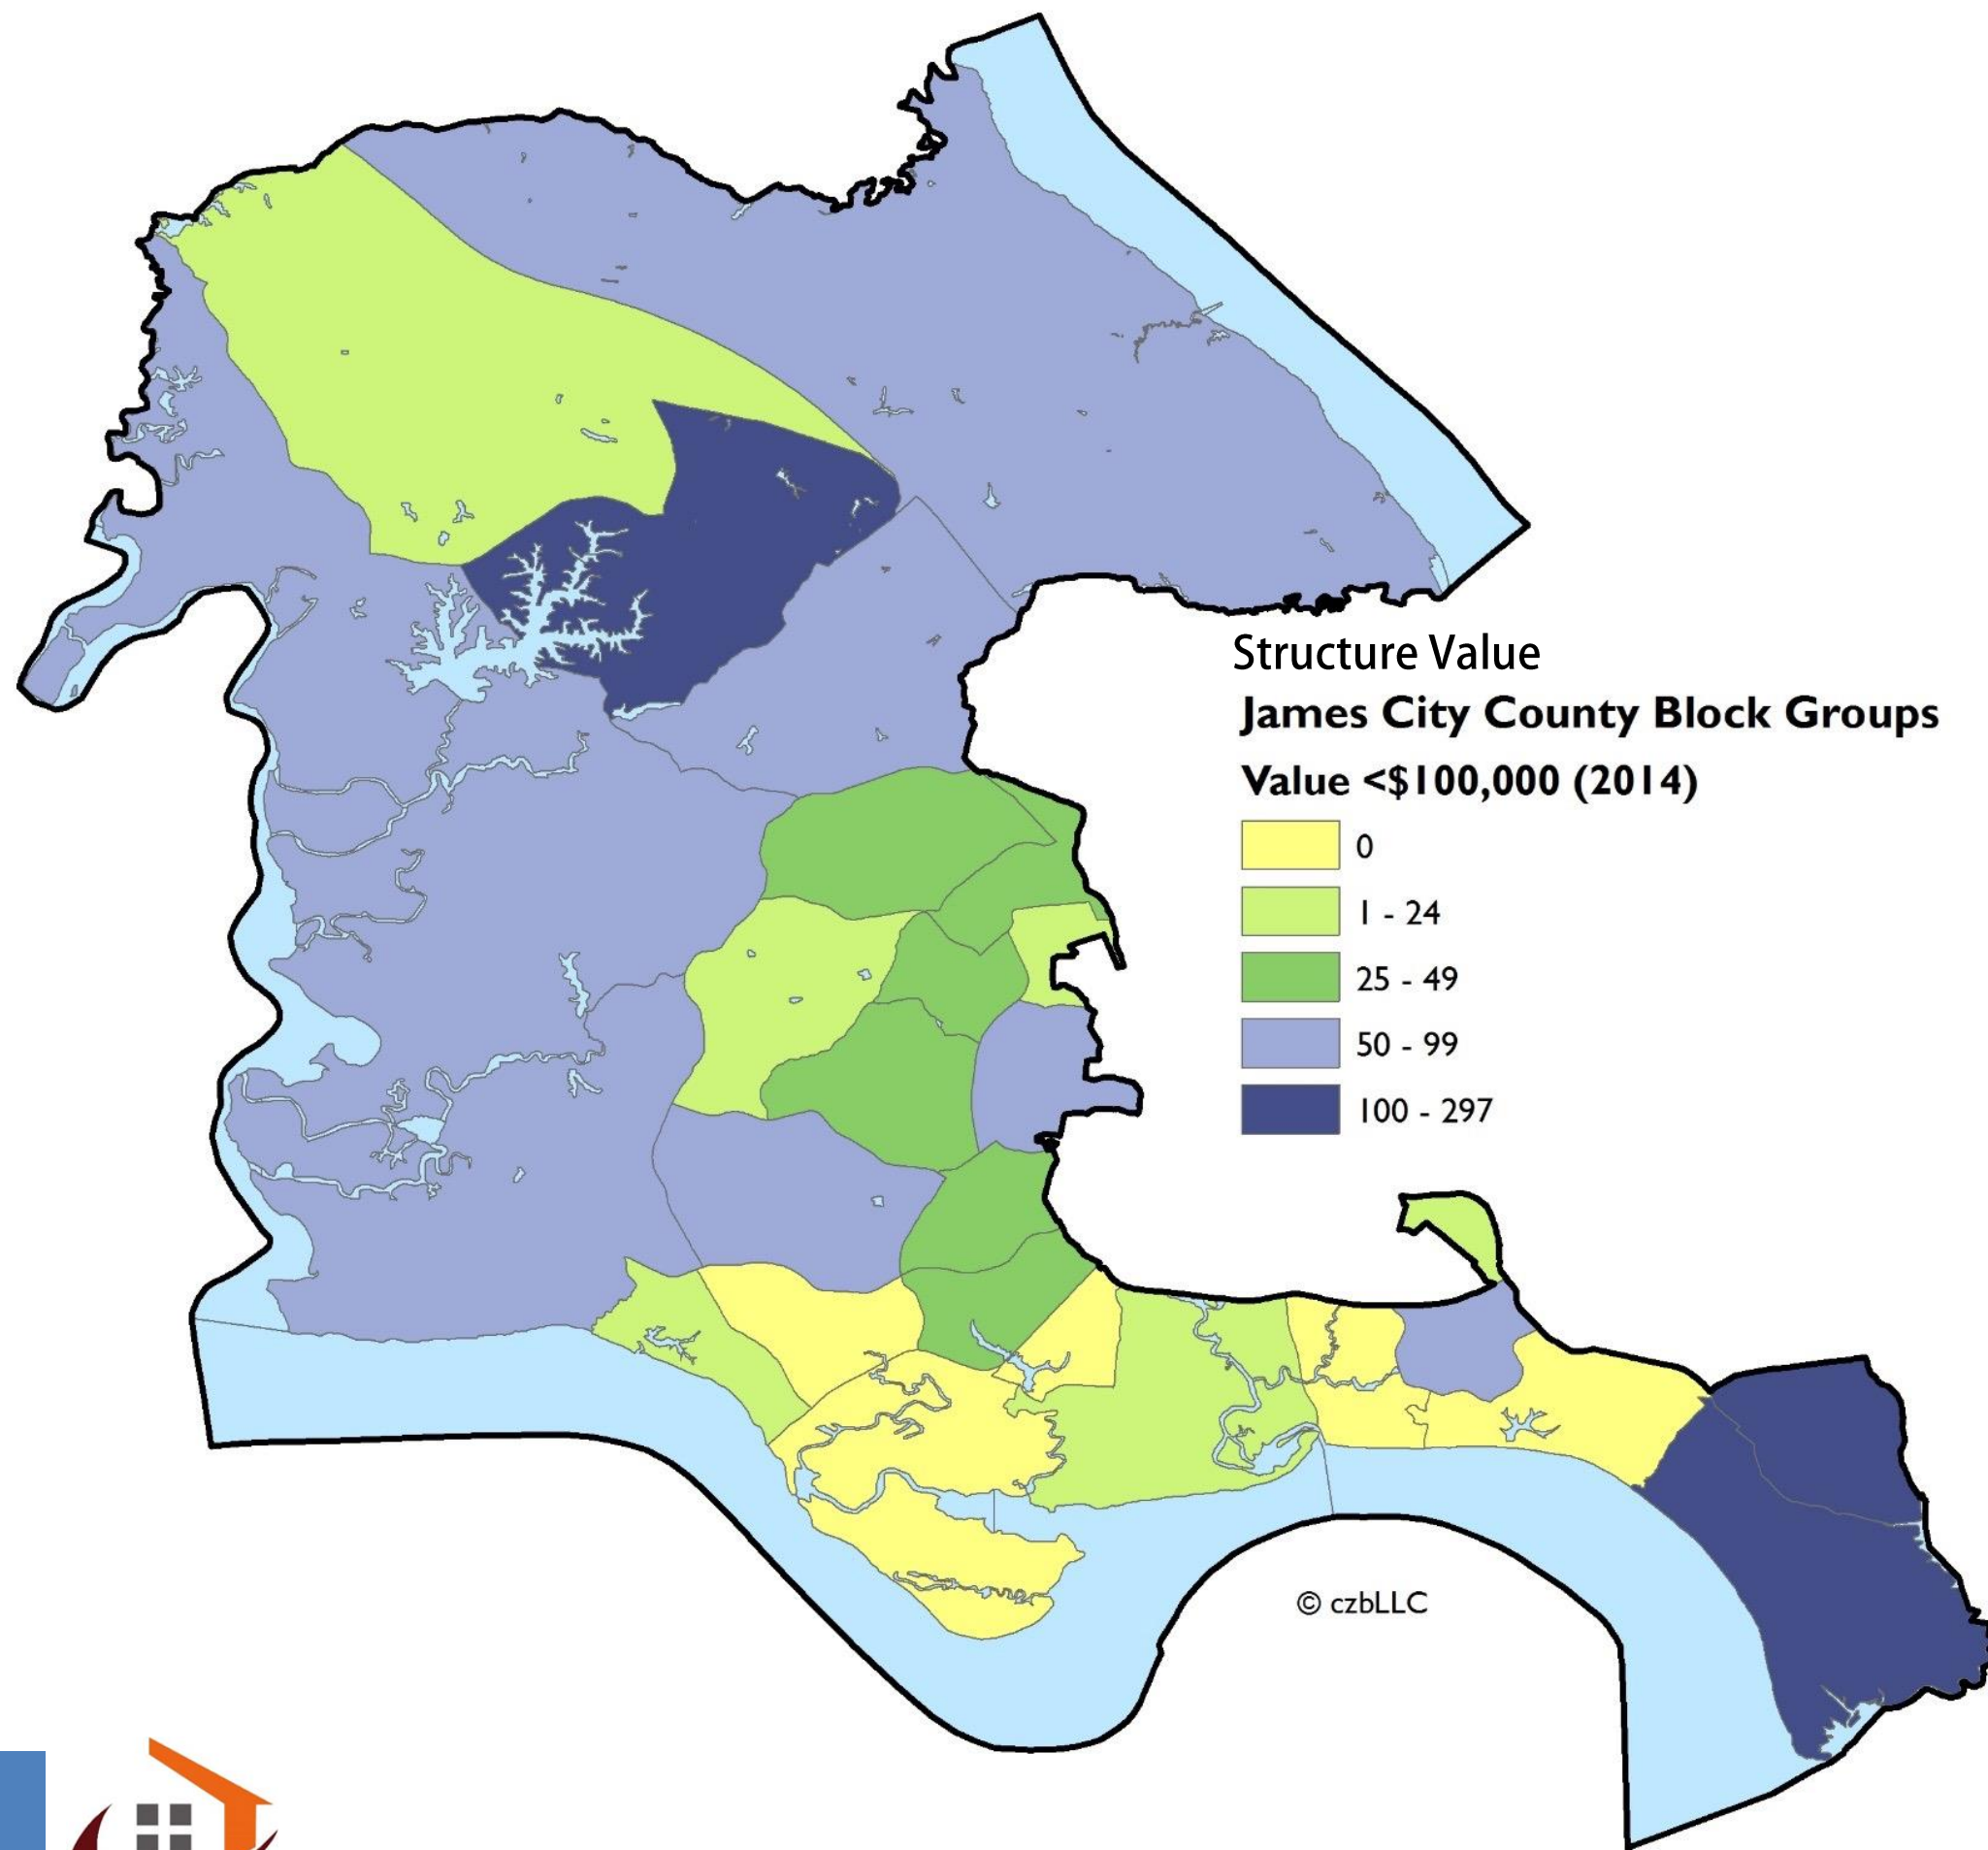 Structure Value
James City County Block Groups
Value <$100,000 (2014)
0
1 - 24
25 - 49
50 - 99
100 - 297
© czbLLC